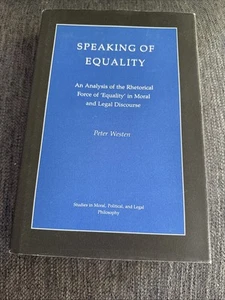 SPEAKING OF
EQUALITY
An Analysis of the Rhetorical
Force of 'Equality' in Moral
and Legal Discourse
Peter Westen
Studies in Moral, Political, and Legal
Philosophy